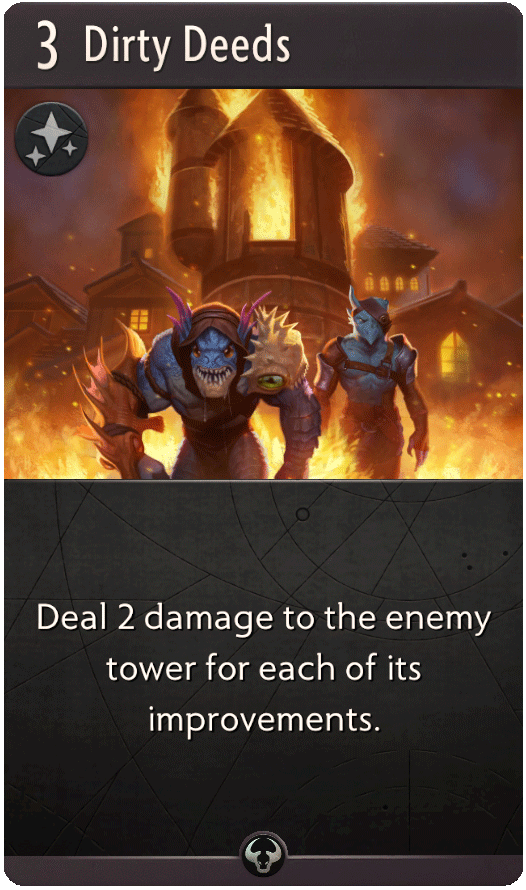 3 Dirty Deeds
Deal 2 damage to the enemy
tower for each of its
improvements.